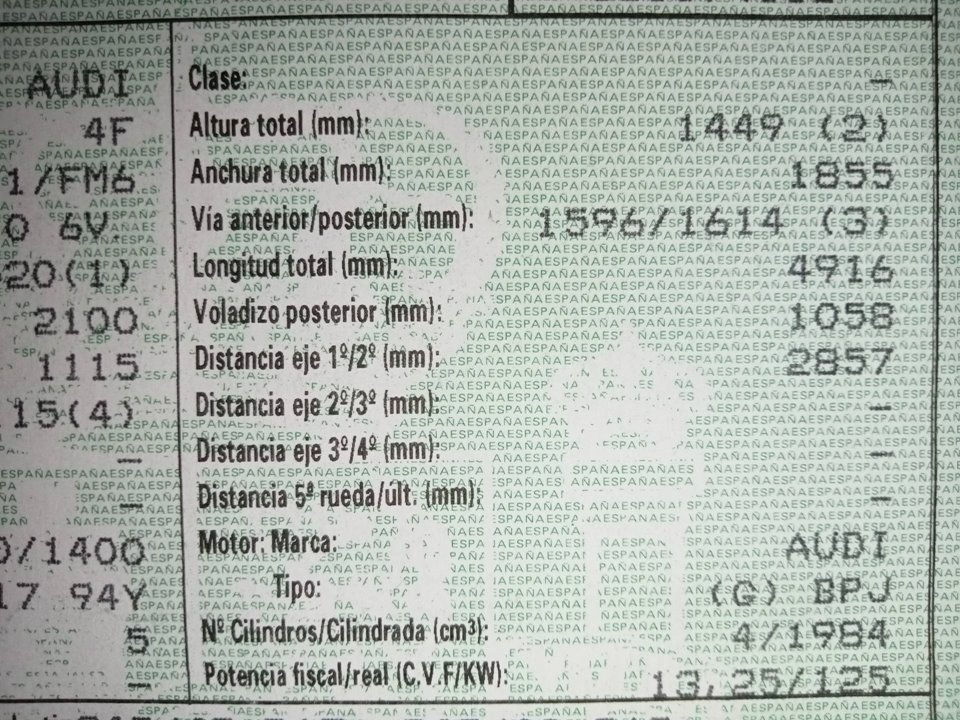 AUDI Clase: —
4F Altura total (mm): 1449 (2)
1/FM6 Anchura total (mm): 1855
0 6V. Vía anterior/posterior (mm): 1596/1614 (3)
20(1) Longitud total (mm): 4916
2100 Voladizo posterior (mm): 1058
1115 Distancia eje 1º/2º (mm): 2857
15(4) Distancia eje 2º/3º (mm): —
— Distancia eje 3º/4º (mm): —
— Distancia 5ª rueda/últ. (mm): —
0/1400 Motor: Marca: AUDI
17 94Y Tipo: (G) BPJ
5 Nº Cilindros/Cilindrada (cm³): 4/1984
— Potencia fiscal/real (C.V.F/KW): 13,25/125